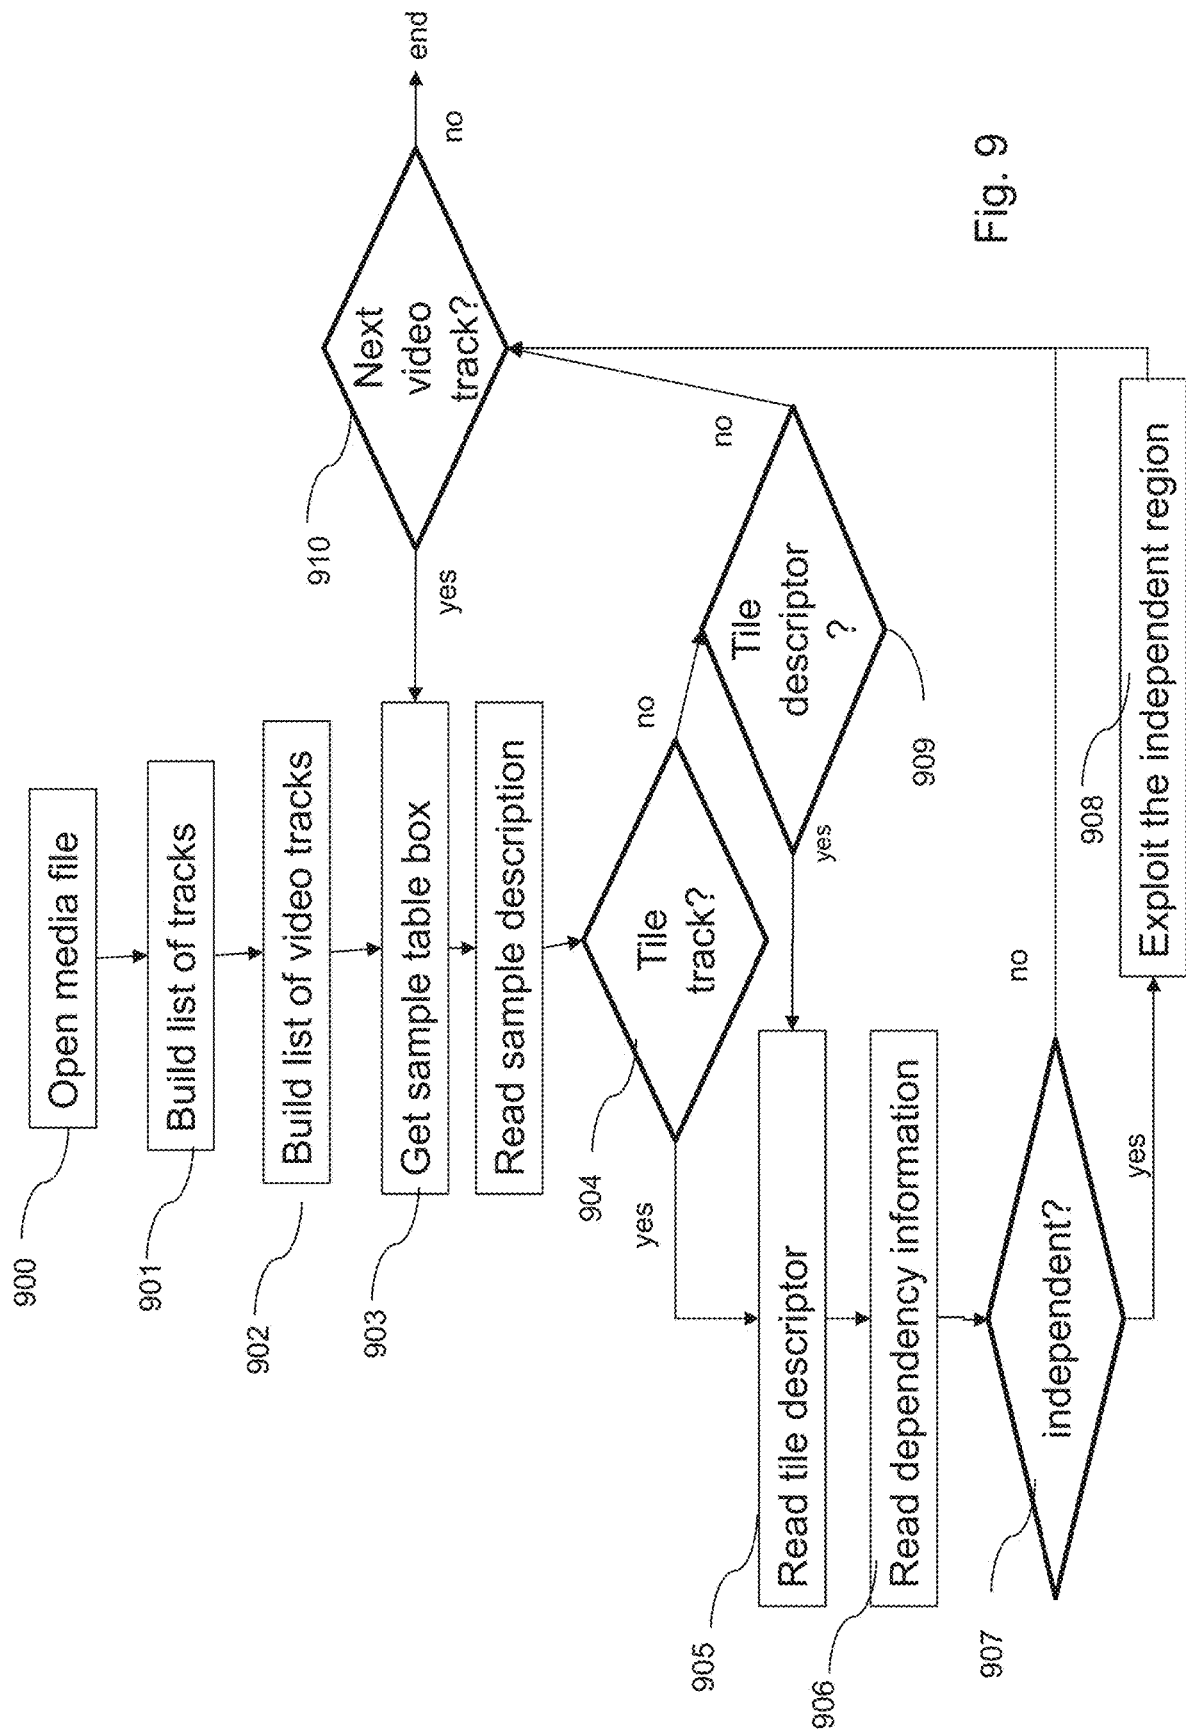 900
Open media file
901
Build list of tracks
902
Build list of video tracks
903
Get sample table box
Read sample description
904
Tile
track?
yes
no
910
Next
video
track?
yes
no
end
909
Tile
descriptor
?
yes
no
905
Read tile descriptor
906
Read dependency information
907
independent?
no
yes
908
Exploit the independent region
Fig. 9